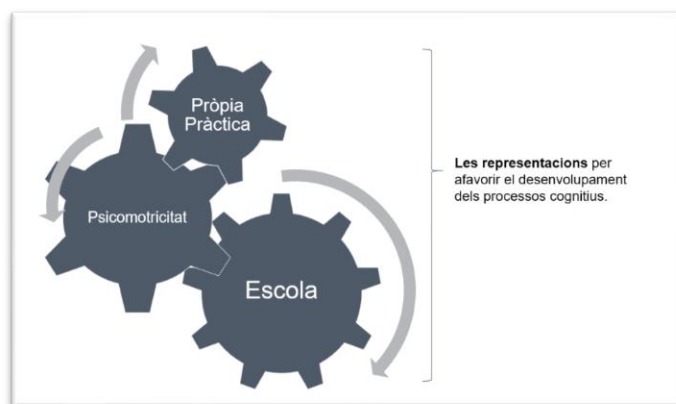 Pròpia
Pràctica
Psicomotricitat
Escola
Les representacions per
afavorir el desenvolupament
dels processos cognitius.